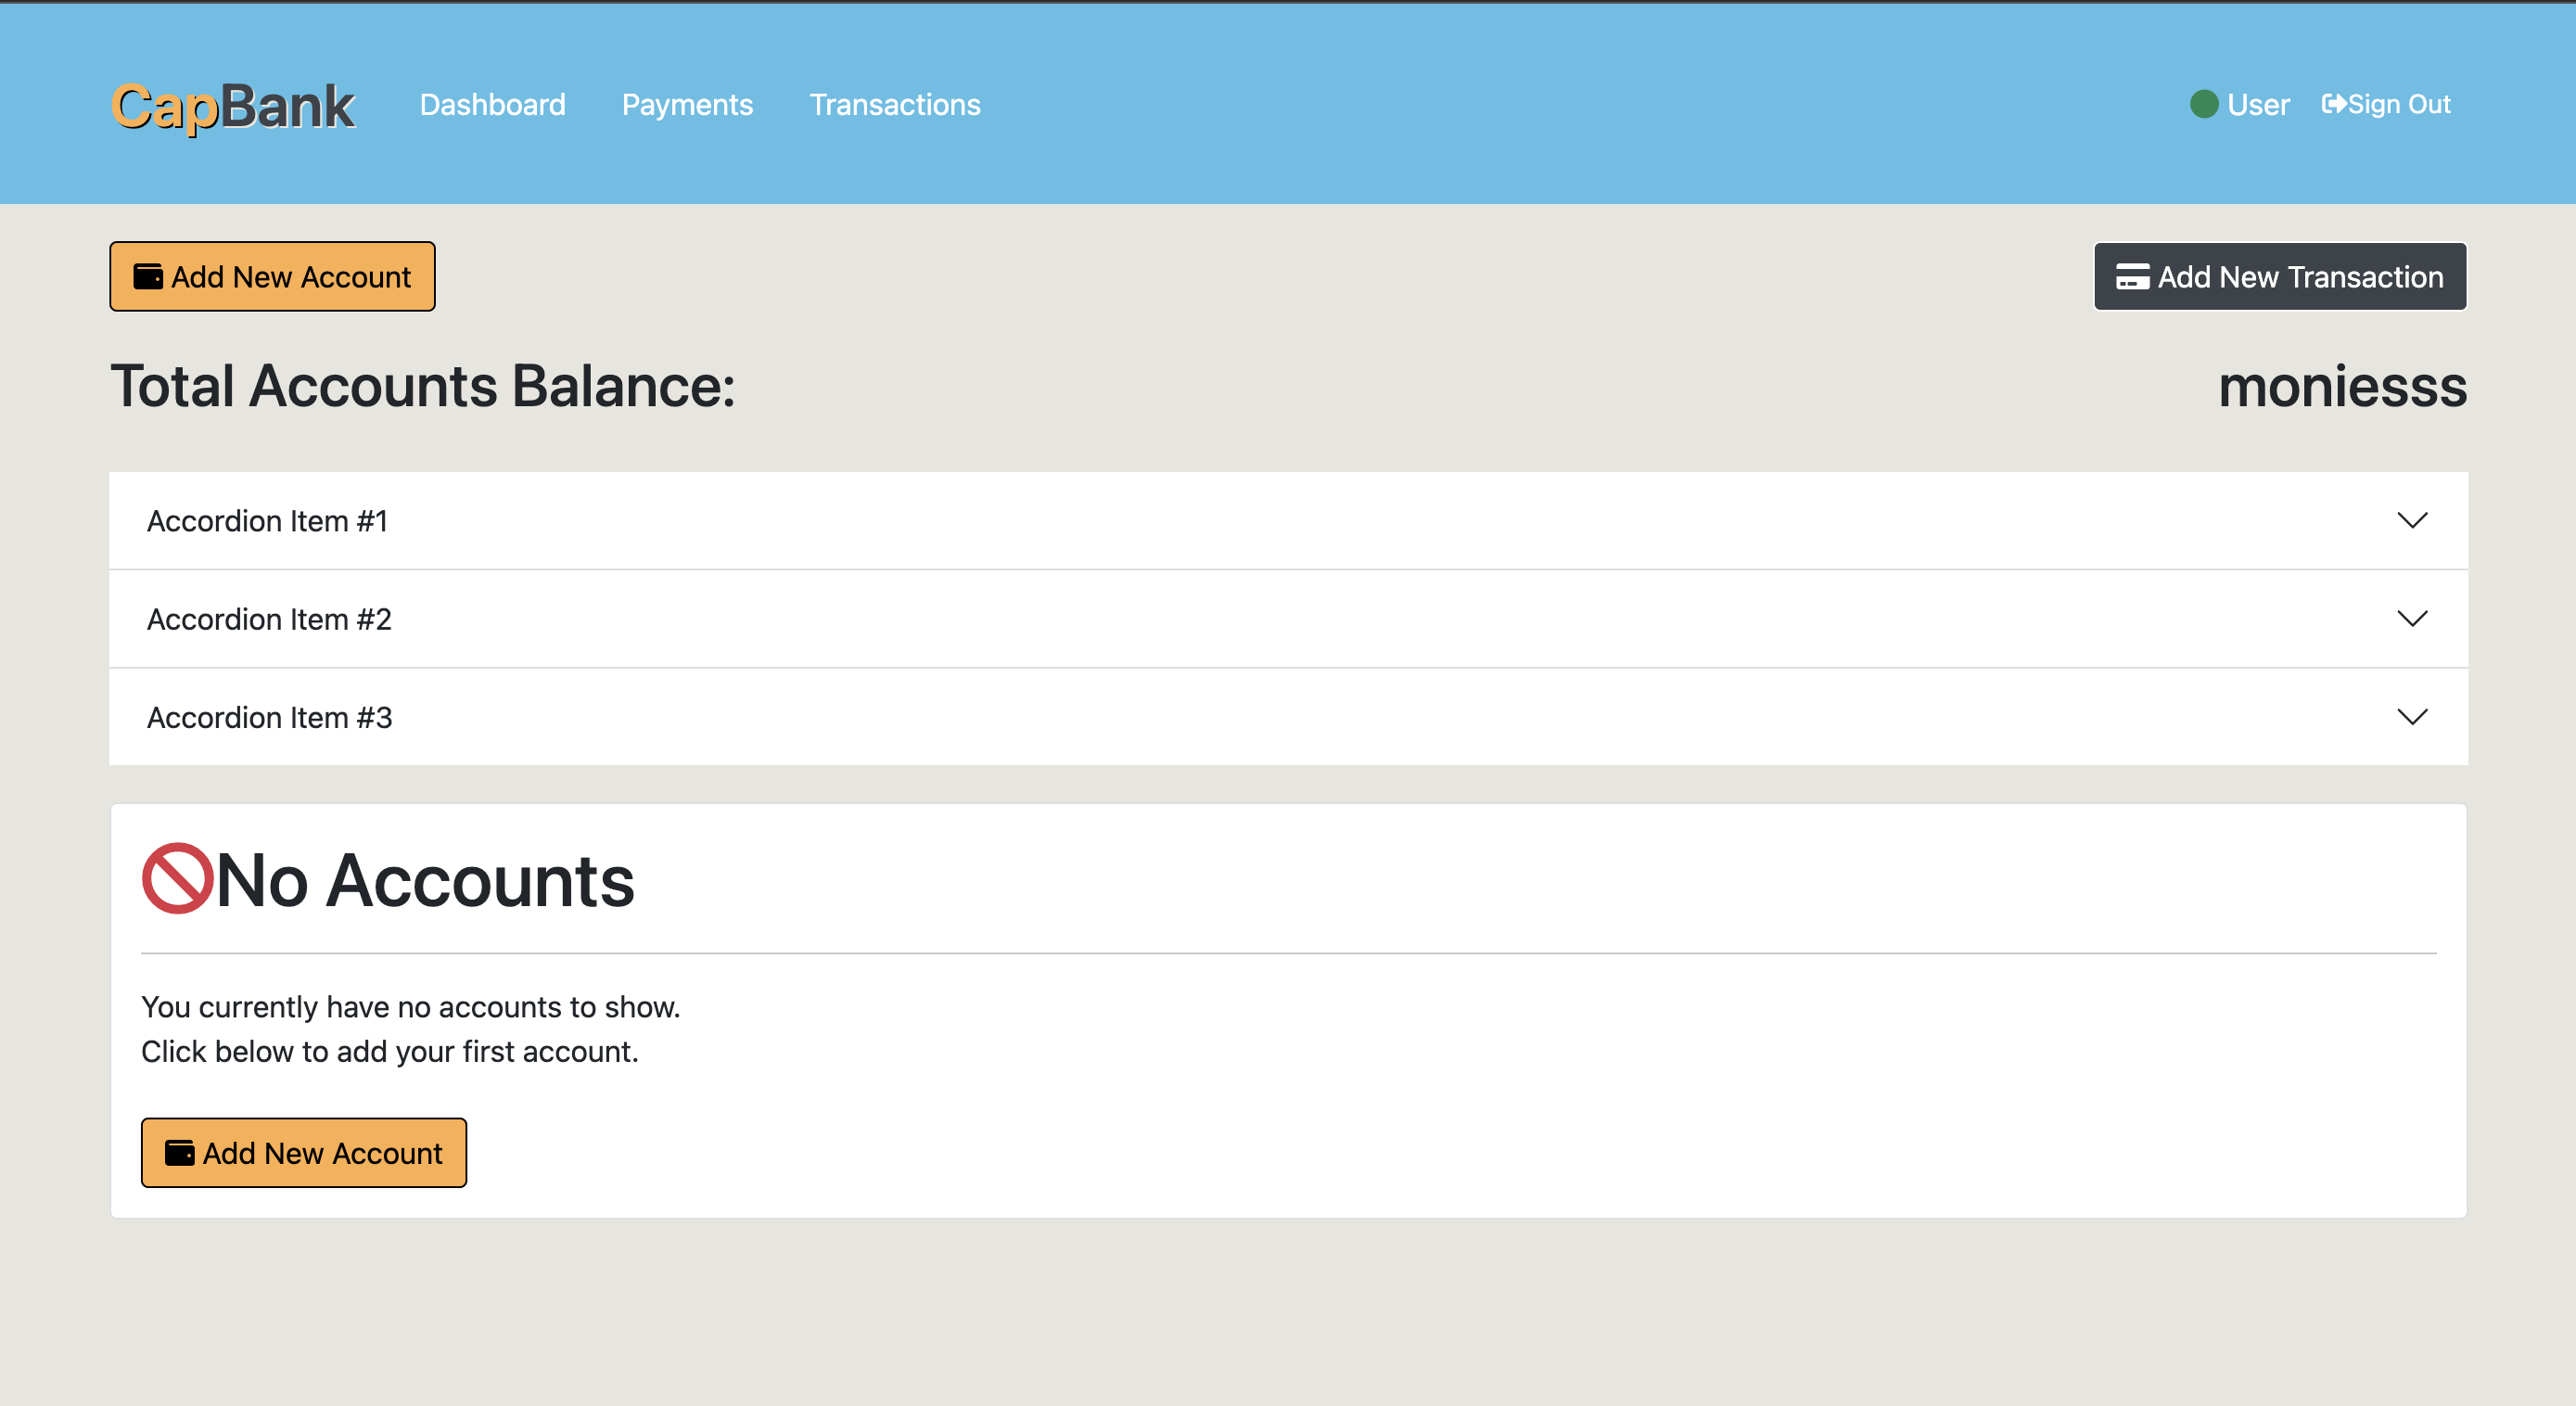 CapBank Dashboard Payments Transactions User Sign Out
Add New Account Add New Transaction
Total Accounts Balance: moniesss
Accordion Item #1
Accordion Item #2
Accordion Item #3
No Accounts
You currently have no accounts to show.
Click below to add your first account.
Add New Account